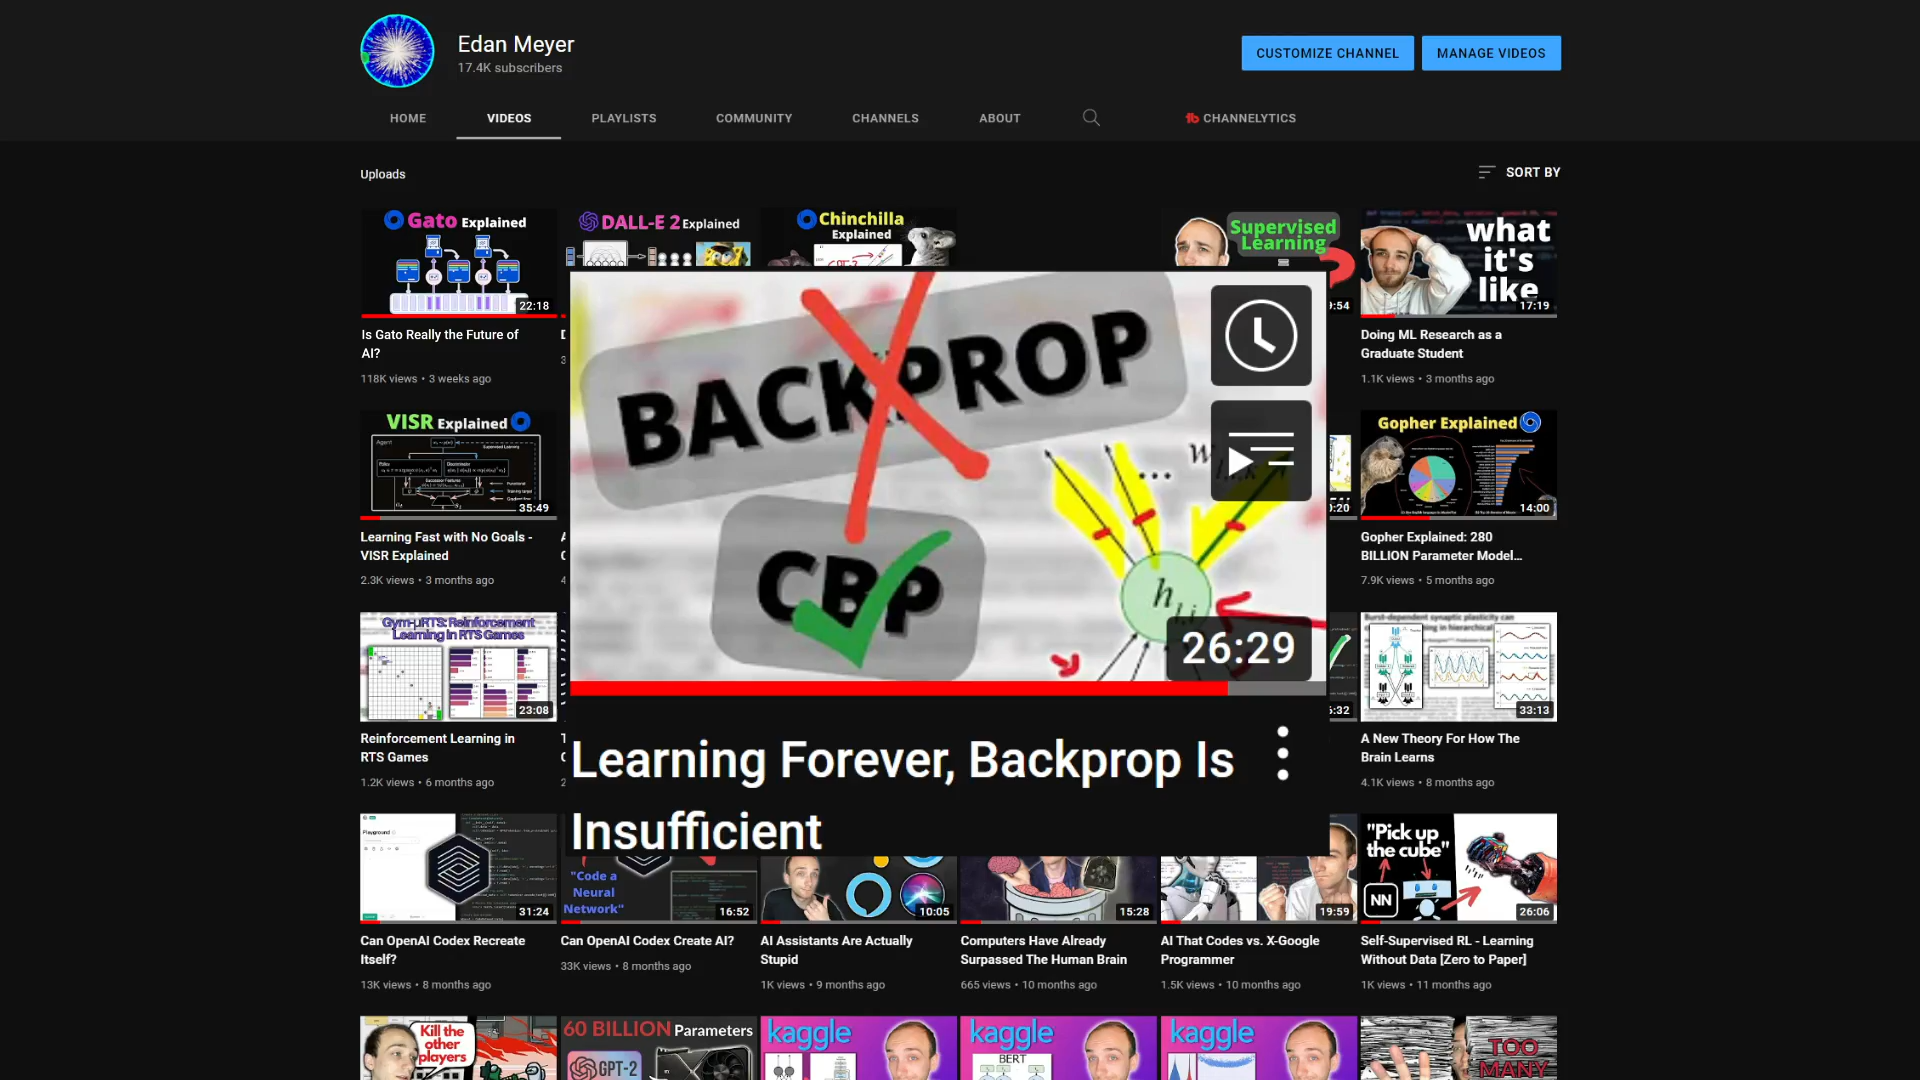 Edan Meyer
17.4K subscribers
CUSTOMIZE CHANNEL
MANAGE VIDEOS
HOME
VIDEOS
PLAYLISTS
COMMUNITY
CHANNELS
ABOUT
CHANNELYTICS
Uploads
SORT BY
Gato Explained
22:18
DALL-E 2 Explained
Chinchilla
Explained
Supervised
Learning
=
?
9:54
what
it's
like
17:19
Is Gato Really the Future of
AI?
118K views • 3 weeks ago
Doing ML Research as a
Graduate Student
1.1K views • 3 months ago
BACKPROP
CBP
26:29
Learning Forever, Backprop Is
Insufficient
VISR Explained
35:49
Learning Fast with No Goals -
VISR Explained
2.3K views • 3 months ago
Gopher Explained
14:00
Gopher Explained: 280
BILLION Parameter Model...
7.9K views • 5 months ago
Gym-μRTS: Reinforcement
Learning in RTS Games
23:08
Reinforcement Learning in
RTS Games
1.2K views • 6 months ago
33:13
A New Theory For How The
Brain Learns
4.1K views • 8 months ago
Playground
31:24
Can OpenAI Codex Recreate
Itself?
13K views • 8 months ago
"Code a
Neural
Network"
16:52
Can OpenAI Codex Create AI?
33K views • 8 months ago
10:05
AI Assistants Are Actually
Stupid
1K views • 9 months ago
15:28
Computers Have Already
Surpassed The Human Brain
665 views • 10 months ago
19:59
AI That Codes vs. X-Google
Programmer
1.5K views • 10 months ago
"Pick up
the cube"
NN
26:06
Self-Supervised RL - Learning
Without Data [Zero to Paper]
1K views • 11 months ago
Kill the
other
players
60 BILLION Parameters
GPT-2
kaggle
kaggle
BERT
kaggle
TOO
MANY